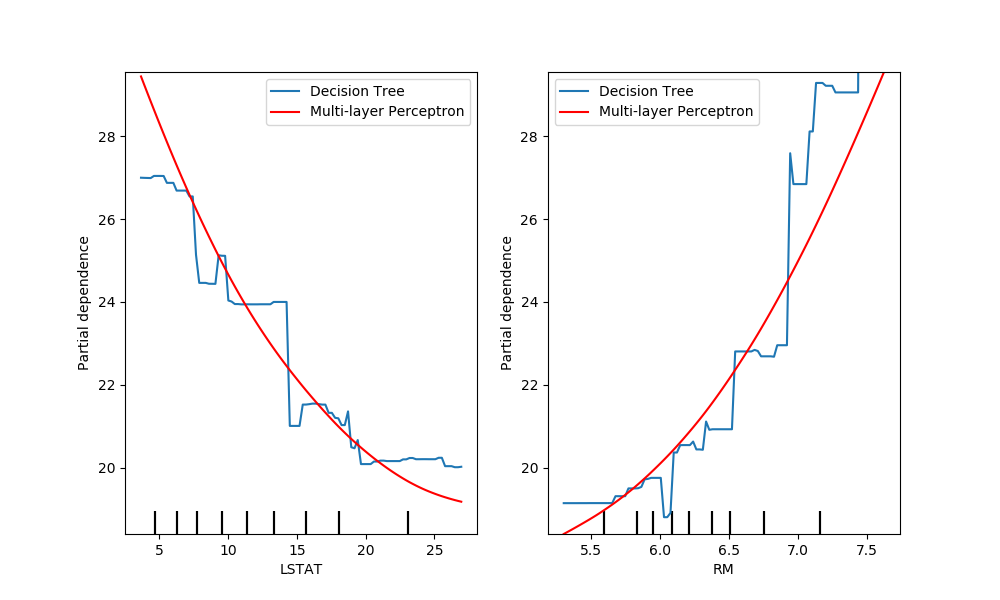 Decision Tree
Multi-layer Perceptron
28
26
24
22
20
Partial dependence
5 10 15 20 25
LSTAT
Decision Tree
Multi-layer Perceptron
28
26
24
22
20
Partial dependence
5.5 6.0 6.5 7.0 7.5
RM